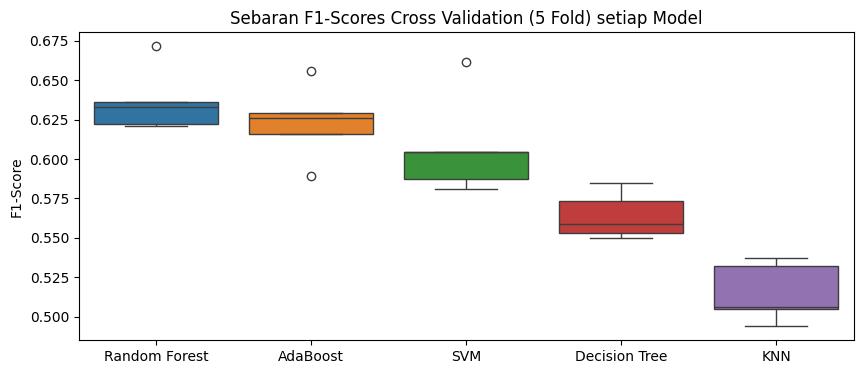 Sebaran F1-Scores Cross Validation (5 Fold) setiap Model
F1-Score
0.675
0.650
0.625
0.600
0.575
0.550
0.525
0.500
Random Forest
AdaBoost
SVM
Decision Tree
KNN